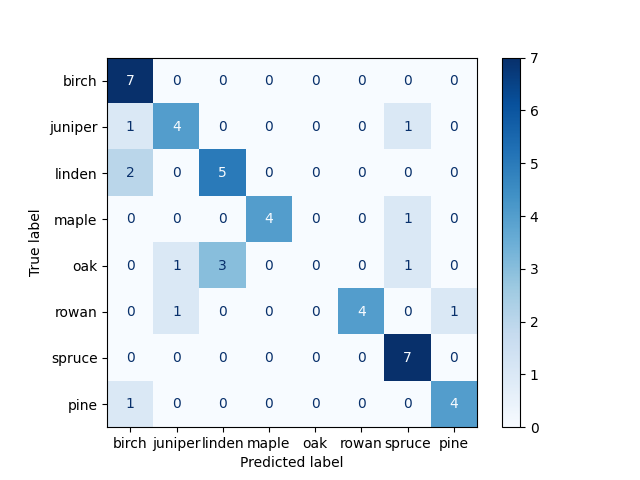 birch 7 0 0 0 0 0 0 0
juniper 1 4 0 0 0 0 1 0
linden 2 0 5 0 0 0 0 0
maple 0 0 0 4 0 0 1 0
oak 0 1 3 0 0 0 1 0
rowan 0 1 0 0 0 4 0 1
spruce 0 0 0 0 0 0 7 0
pine 1 0 0 0 0 0 0 4
birch juniper linden maple oak rowan spruce pine
Predicted label
True label
7
6
5
4
3
2
1
0